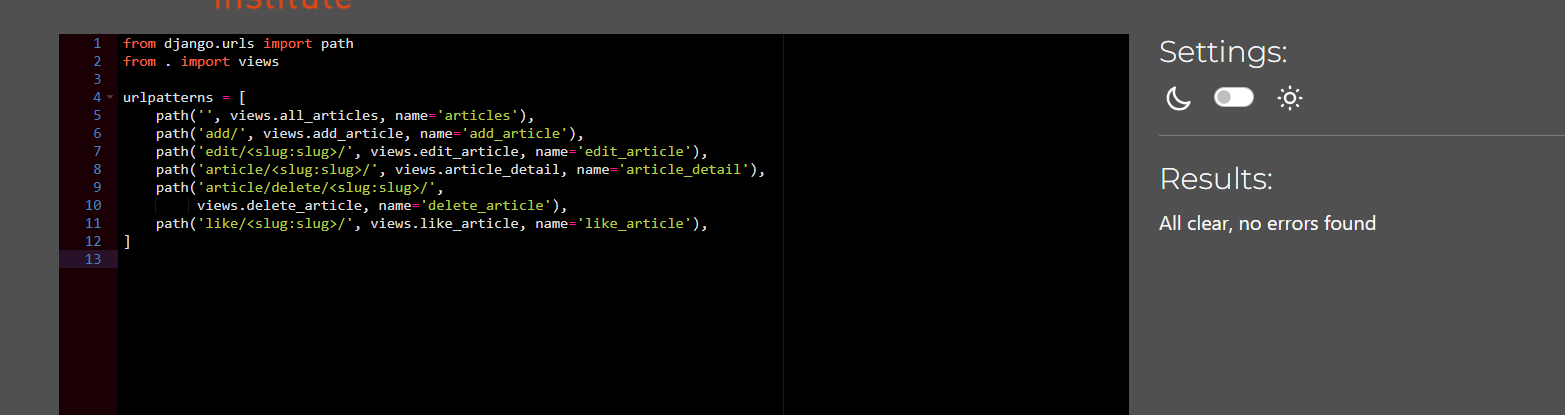 Institute
1 from django.urls import path
2 from . import views
3
4 urlpatterns = [
5     path('', views.all_articles, name='articles'),
6     path('add/', views.add_article, name='add_article'),
7     path('edit/<slug:slug>/', views.edit_article, name='edit_article'),
8     path('article/<slug:slug>/', views.article_detail, name='article_detail'),
9     path('article/delete/<slug:slug>/',
10          views.delete_article, name='delete_article'),
11     path('like/<slug:slug>/', views.like_article, name='like_article'),
12 ]
13
Settings:
Results:
All clear, no errors found